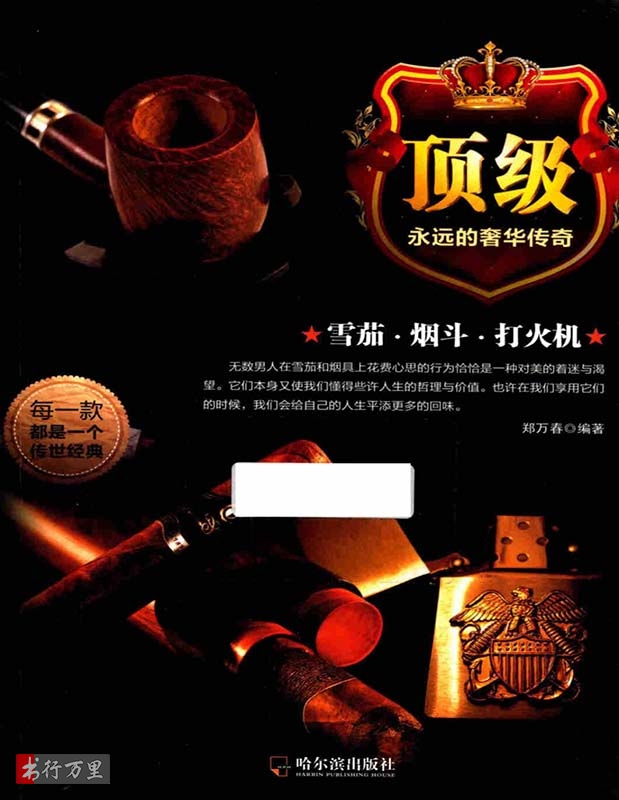 顶级
永远的奢华传奇
★雪茄·烟斗·打火机★
无数男人在雪茄和烟具上花费心思的行为恰恰是一种对美的着迷与渴
望。它们本身又使我们懂得些许人生的哲理与价值。也许在我们享用它们
的时候，我们会给自己的人生平添更多的回味。
郑万春◎编著
每一款
都是一个
传世经典
哈尔滨出版社
HARBIN PUBLISHING HOUSE
书行万里